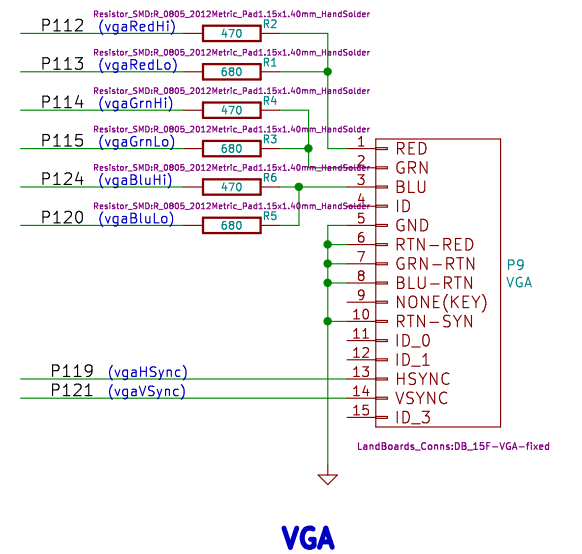 Resistor_SMD:R_0805_2012Metric_Pad1.15x1.40mm_HandSolder
P112 (vgaRedHi) 470 R2
Resistor_SMD:R_0805_2012Metric_Pad1.15x1.40mm_HandSolder
P113 (vgaRedLo) 680 R1
Resistor_SMD:R_0805_2012Metric_Pad1.15x1.40mm_HandSolder
P114 (vgaGrnHi) 470 R4
Resistor_SMD:R_0805_2012Metric_Pad1.15x1.40mm_HandSolder
P115 (vgaGrnLo) 680 R3
1 RED
2 GRN
Resistor_SMD:R_0805_2012Metric_Pad1.15x1.40mm_HandSolder
P124 (vgaBluHi) 470 R6
3 BLU
Resistor_SMD:R_0805_2012Metric_Pad1.15x1.40mm_HandSolder
4 ID
P120 (vgaBluLo) 680 R5
5 GND
6 RTN-RED
7 GRN-RTN
P9
8 BLU-RTN
VGA
9 NONE(KEY)
10 RTN-SYN
11 ID_0
12 ID_1
P119 (vgaHSync) 13 HSYNC
P121 (vgaVSync) 14 VSYNC
15 ID_3
LandBoards_Conns:DB_15F-VGA-fixed
VGA